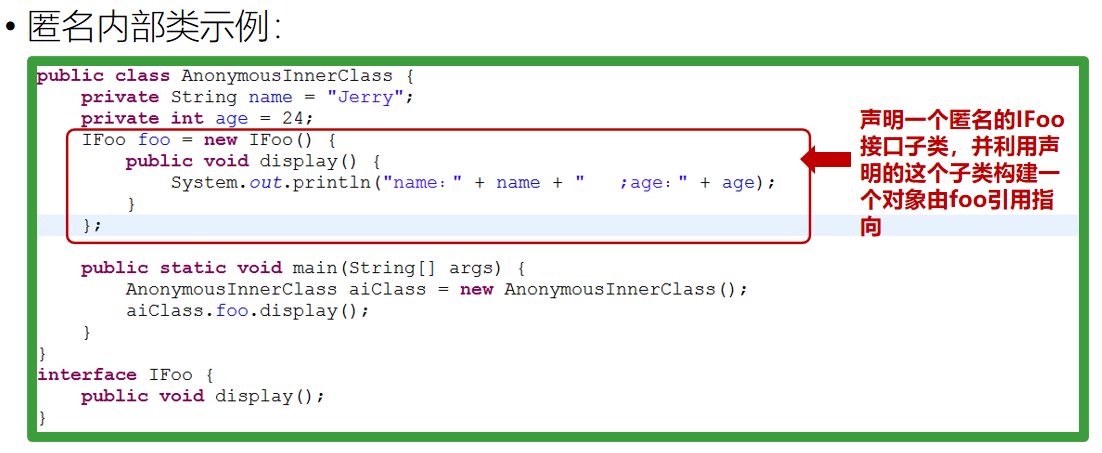 • 匿名内部类示例：
public class AnonymousInnerClass {
    private String name = "Jerry";
    private int age = 24;
    IFoo foo = new IFoo() {
        public void display() {
            System.out.println("name：" + name + "   ;age：" + age);
        }
    };
    public static void main(String[] args) {
        AnonymousInnerClass aiClass = new AnonymousInnerClass();
        aiClass.foo.display();
    }
}
interface IFoo {
    public void display();
}
声明一个匿名的IFoo
接口子类，并利用声
明的这个子类构建一
个对象由foo引用指
向